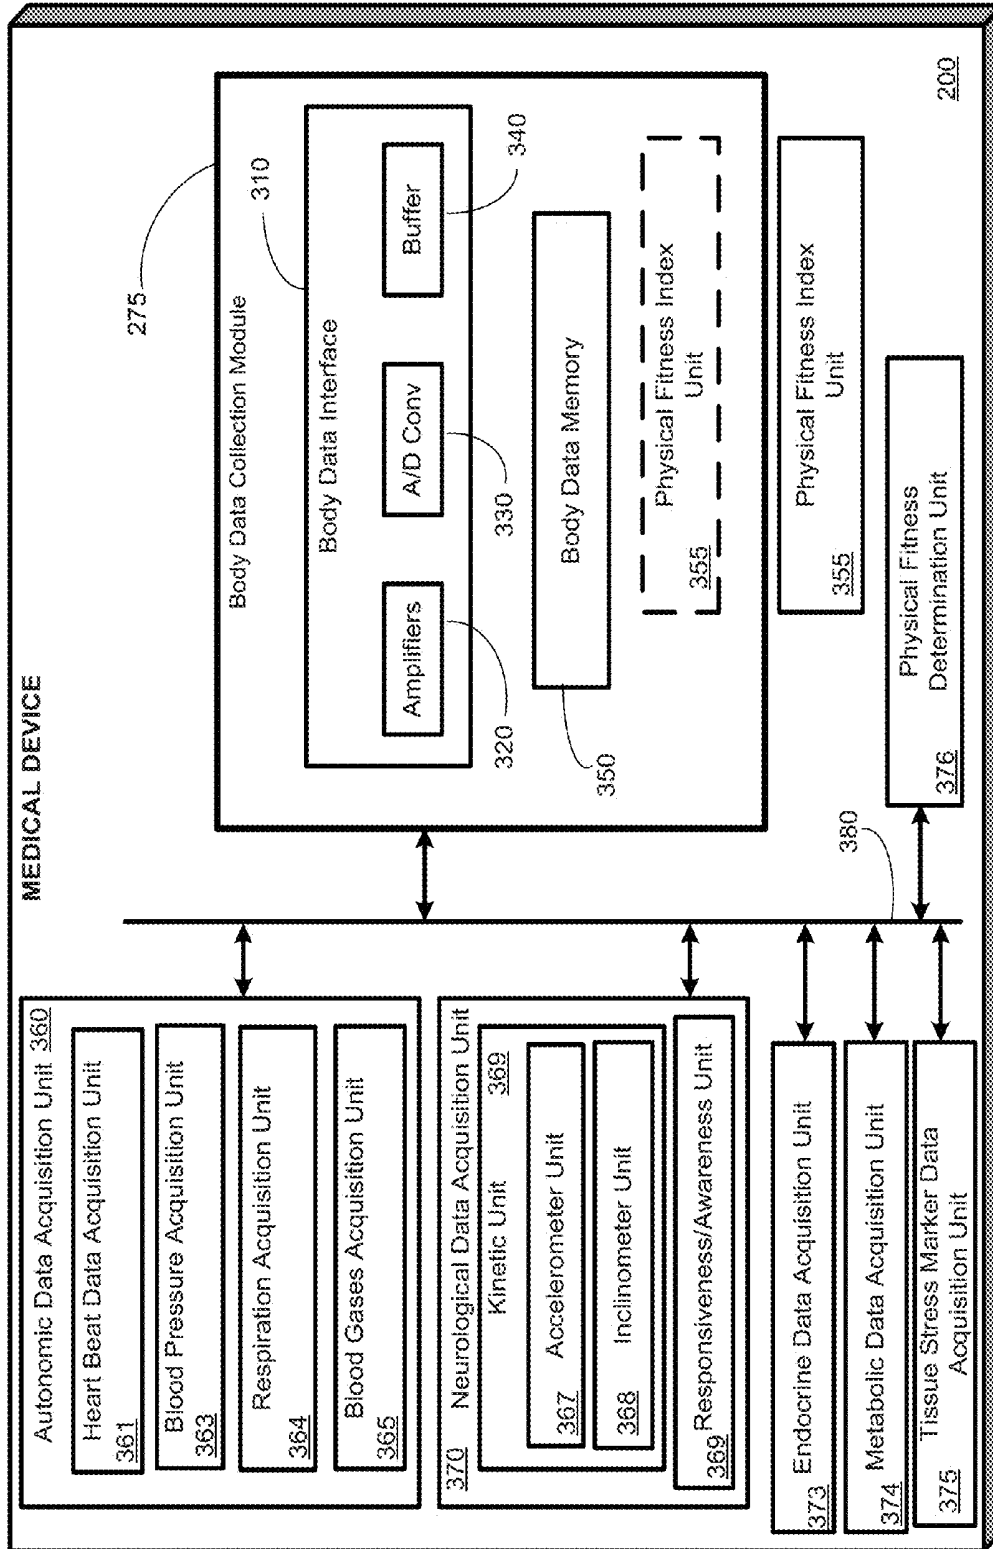 MEDICAL DEVICE
Autonomic Data Acquisition Unit 360
Heart Beat Data Acquisition Unit
361
Blood Pressure Acquisition Unit
363
Respiration Acquisition Unit
364
Blood Gases Acquisition Unit
365
370 Neurological Data Acquisition Unit
Kinetic Unit 369
Accelerometer Unit
367
Inclinometer Unit
368
Responsiveness/Awareness Unit
369
Endocrine Data Acquisition Unit
373
Metabolic Data Acquisition Unit
374
Tissue Stress Marker Data
Acquisition Unit
375
275
Body Data Collection Module
310
Body Data Interface
Amplifiers
A/D Conv
Buffer
320
330
340
Body Data Memory
350
Physical Fitness Index
Unit
355
Physical Fitness Index
Unit
355
Physical Fitness
Determination Unit
376
380
200